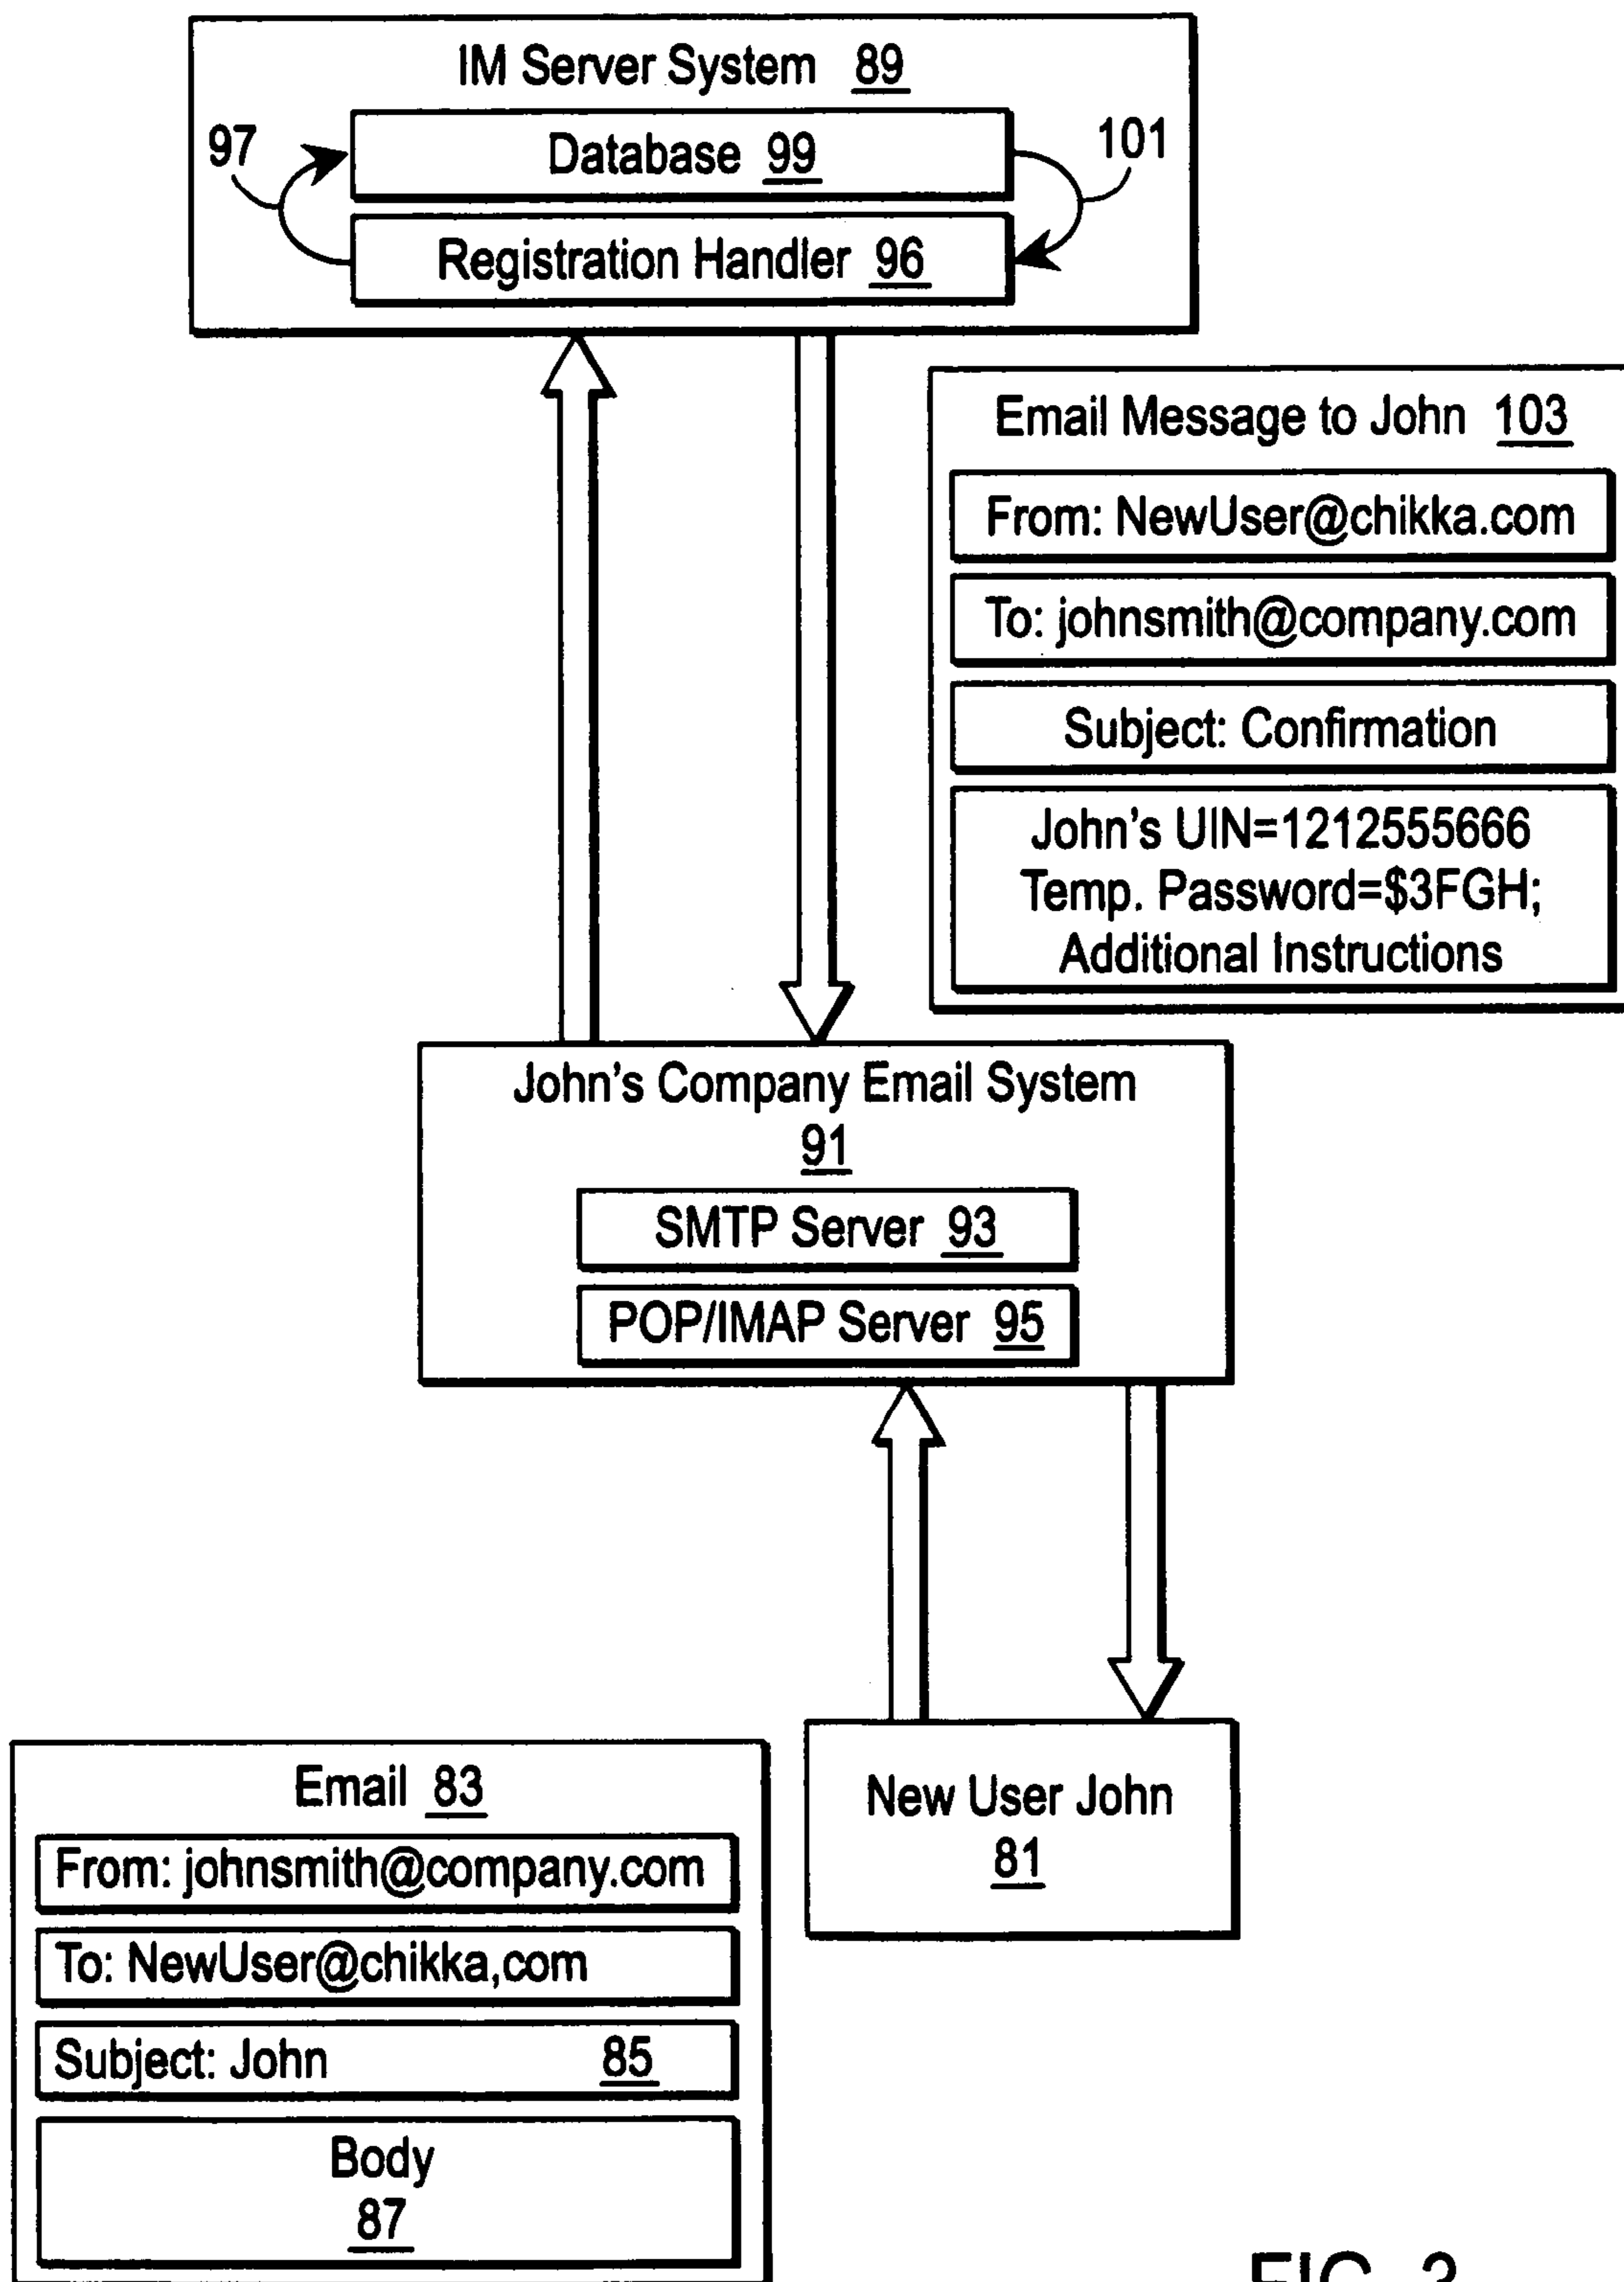 IM Server System 89
97
Database 99
101
Registration Handler 96
Email Message to John 103
From: NewUser@chikka.com
To: johnsmith@company.com
Subject: Confirmation
John's UIN=1212555666
Temp. Password=$3FGH;
Additional Instructions
John's Company Email System
91
SMTP Server 93
POP/IMAP Server 95
New User John
81
Email 83
From: johnsmith@company.com
To: NewUser@chikka,com
Subject: John 85
Body
87